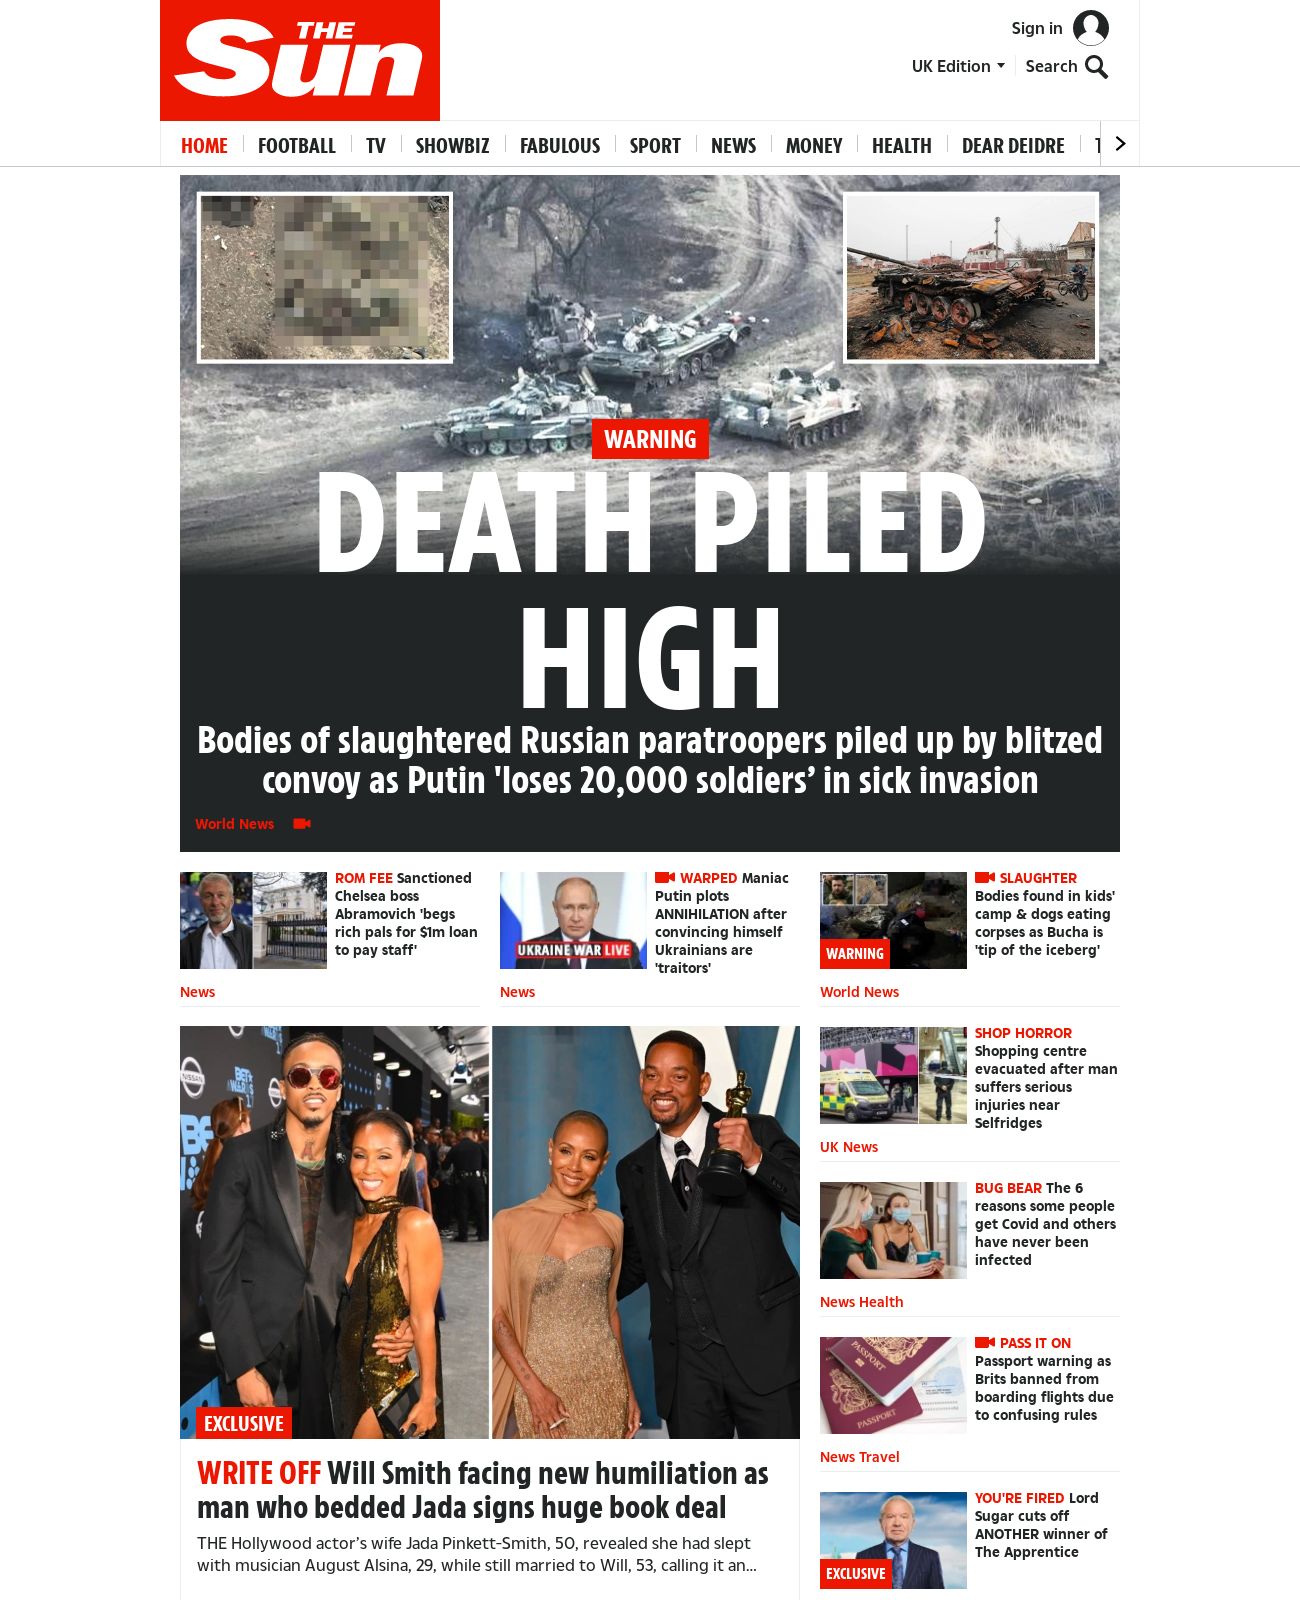 THE
Sun
Sign in
UK Edition
Search
HOME
FOOTBALL
TV
SHOWBIZ
FABULOUS
SPORT
NEWS
MONEY
HEALTH
DEAR DEIDRE
WARNING
DEATH PILED
HIGH
Bodies of slaughtered Russian paratroopers piled up by blitzed
convoy as Putin 'loses 20,000 soldiers’ in sick invasion
World News
ROM FEE Sanctioned
Chelsea boss
Abramovich 'begs
rich pals for $1m loan
to pay staff'
News
UKRAINE WAR LIVE
WARPED Maniac
Putin plots
ANNIHILATION after
convincing himself
Ukrainians are
'traitors'
News
WARNING
SLAUGHTER
Bodies found in kids'
camp & dogs eating
corpses as Bucha is
'tip of the iceberg'
World News
NISSAN
BET
AWARDS
EXCLUSIVE
WRITE OFF Will Smith facing new humiliation as
man who bedded Jada signs huge book deal
THE Hollywood actor’s wife Jada Pinkett-Smith, 50, revealed she had slept
with musician August Alsina, 29, while still married to Will, 53, calling it an...
SHOP HORROR
Shopping centre
evacuated after man
suffers serious
injuries near
Selfridges
UK News
BUG BEAR The 6
reasons some people
get Covid and others
have never been
infected
News Health
PASSPORT
PASSPORT
PASS IT ON
Passport warning as
Brits banned from
boarding flights due
to confusing rules
News Travel
EXCLUSIVE
YOU'RE FIRED Lord
Sugar cuts off
ANOTHER winner of
The Apprentice